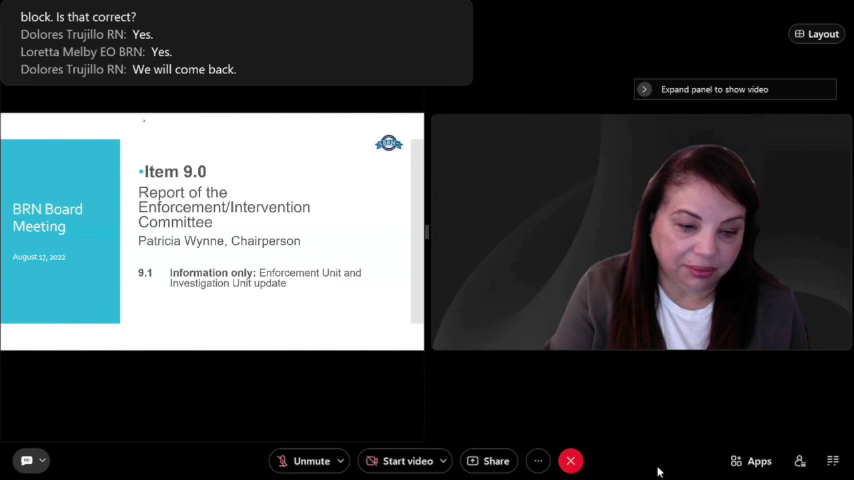 block. Is that correct?
Dolores Trujillo RN: Yes.
Loretta Melby EO BRN: Yes.
Dolores Trujillo RN: We will come back.
Layout
Expand panel to show video
BRN
•Item 9.0
Report of the
Enforcement/Intervention
Committee
Patricia Wynne, Chairperson
BRN Board
Meeting
August 17, 2022
9.1 Information only: Enforcement Unit and
Investigation Unit update
Unmute
Start video
Share
Apps